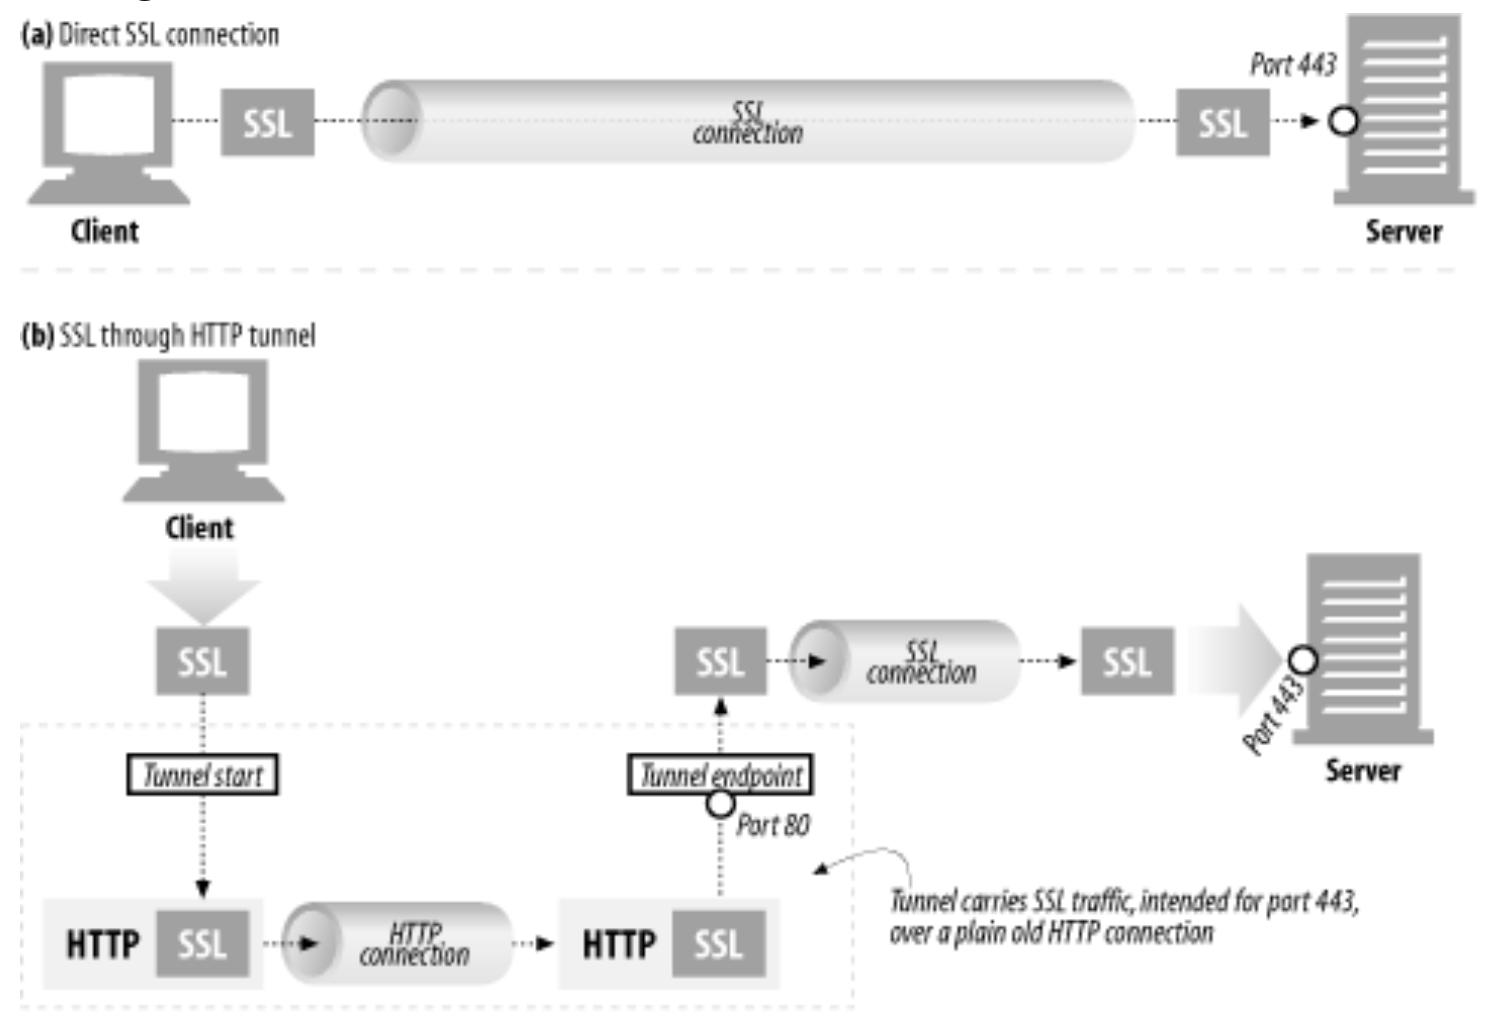 (a) Direct SSL connection
Port 443
SSL
SSL
connection
SSL
Client
Server
(b) SSL through HTTP tunnel
Client
SSL
SSL
SSL
connection
SSL
Port 443
Server
Tunnel start
Tunnel endpoint
Port 80
Tunnel carries SSL traffic, intended for port 443,
over a plain old HTTP connection
HTTP SSL
HTTP
connection
HTTP SSL